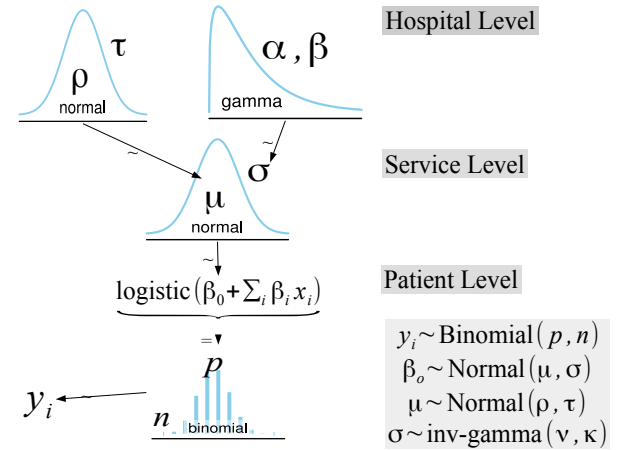 τ
ρ
normal
α , β
gamma
Hospital Level
~
~
σ
μ
normal
Service Level
~
logistic(β₀+∑ᵢ βᵢ xᵢ)
Patient Level
=
p
yᵢ
~
n
binomial
yᵢ~Binomial(p,n)
βₒ~Normal(μ,σ)
μ~Normal(ρ,τ)
σ~inv-gamma(ν,κ)